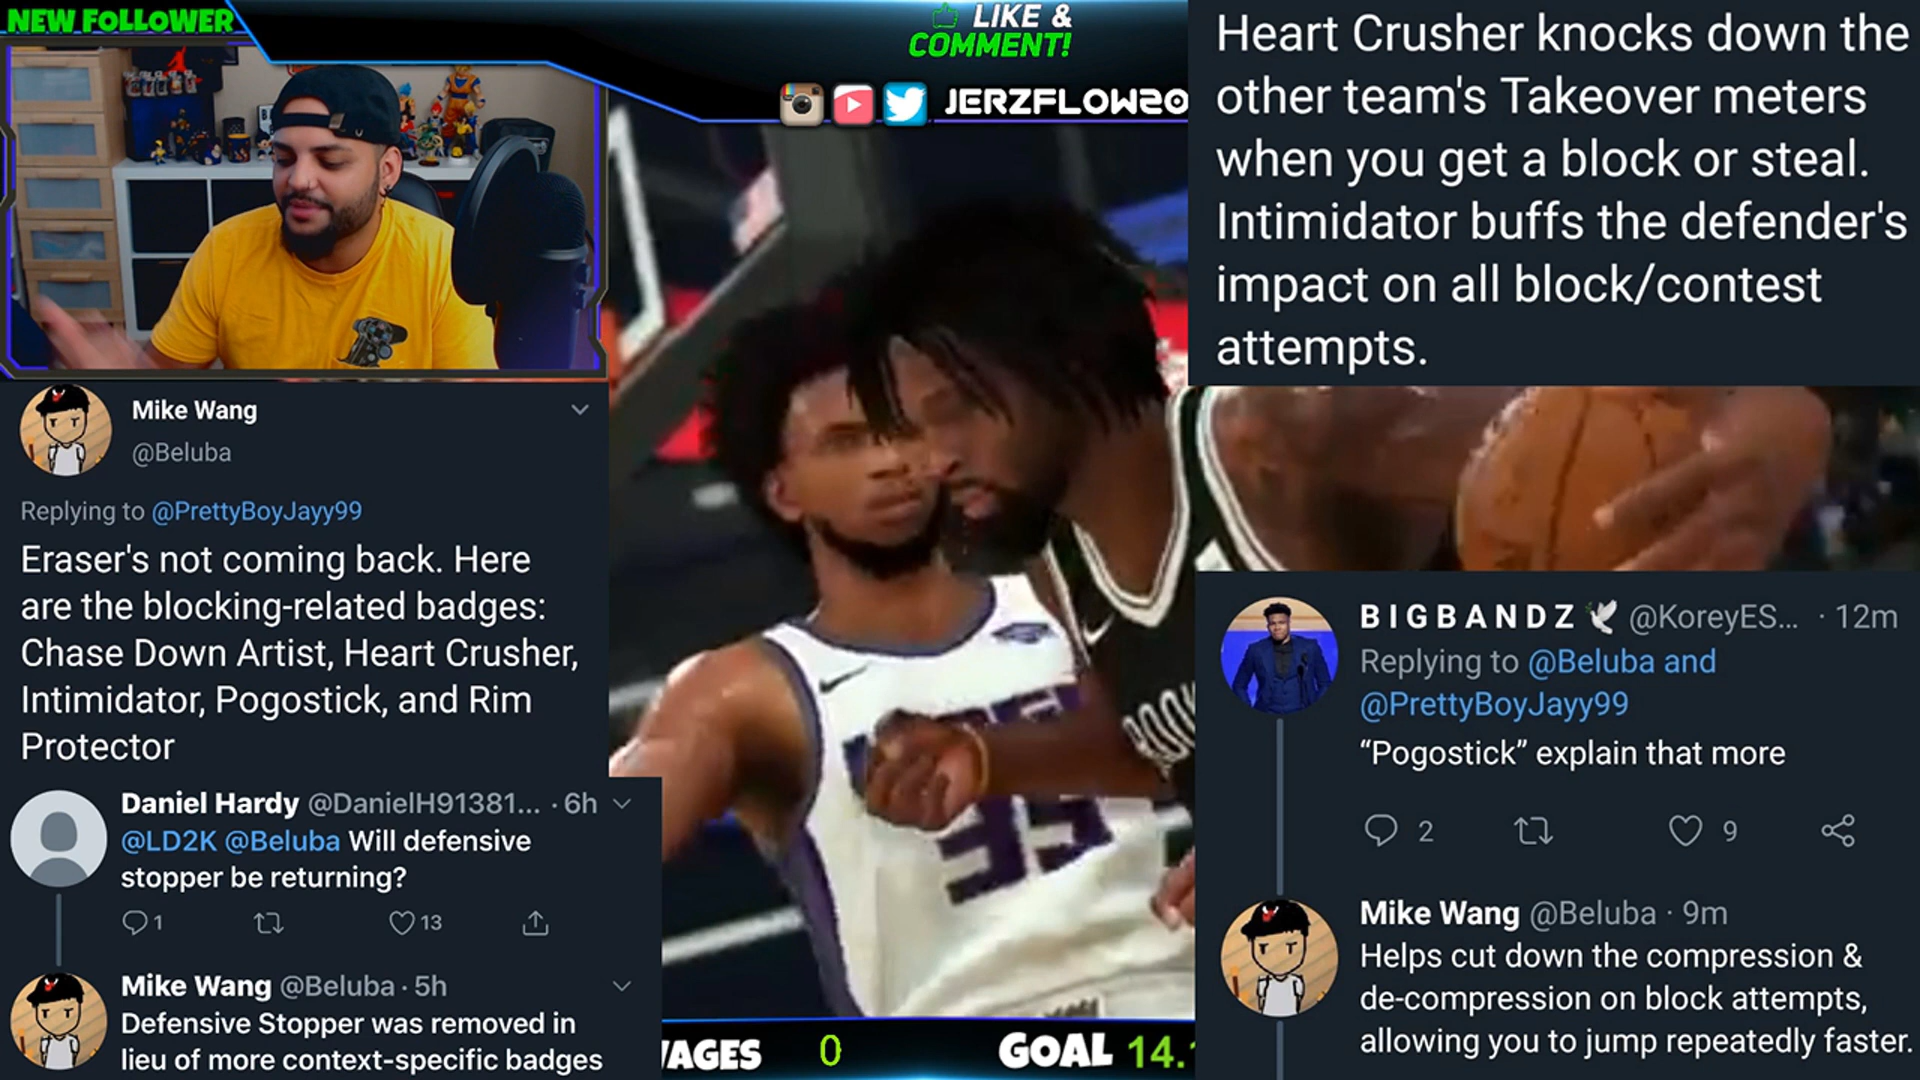 NEW FOLLOWER
LIKE &
COMMENT!
JERZFLOW20
Mike Wang
@Beluba
Replying to @PrettyBoyJayy99
Eraser's not coming back. Here
are the blocking-related badges:
Chase Down Artist, Heart Crusher,
Intimidator, Pogostick, and Rim
Protector
Daniel Hardy @DanielH91381... · 6h
@LD2K @Beluba Will defensive
stopper be returning?
1
13
Mike Wang @Beluba · 5h
Defensive Stopper was removed in
lieu of more context-specific badges
35
0
GOAL 14.
Heart Crusher knocks down the
other team's Takeover meters
when you get a block or steal.
Intimidator buffs the defender's
impact on all block/contest
attempts.
B I G B A N D Z 🕊 @KoreyES... · 12m
Replying to @Beluba and
@PrettyBoyJayy99
“Pogostick” explain that more
2
9
Mike Wang @Beluba · 9m
Helps cut down the compression &
de-compression on block attempts,
allowing you to jump repeatedly faster.